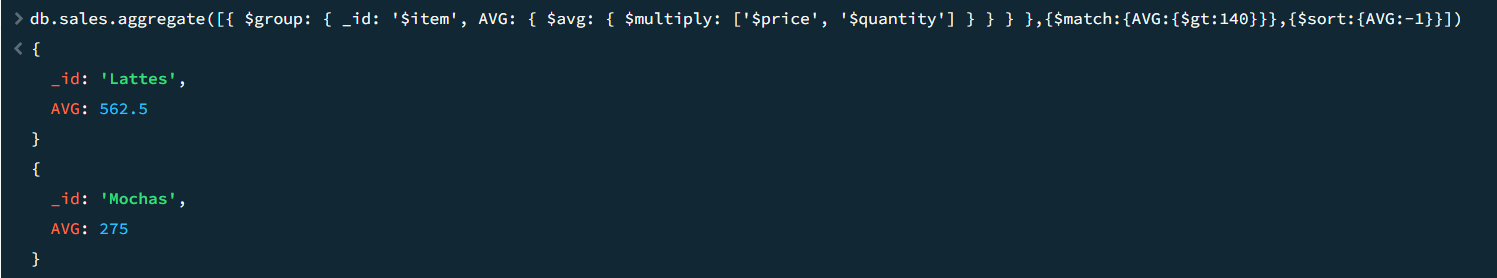 > db.sales.aggregate([{ $group: { _id: '$item', AVG: { $avg: { $multiply: ['$price', '$quantity'] } } } },{$match:{AVG:{$gt:140}}},{$sort:{AVG:-1}}])
< {
_id: 'Lattes',
AVG: 562.5
}
{
_id: 'Mochas',
AVG: 275
}